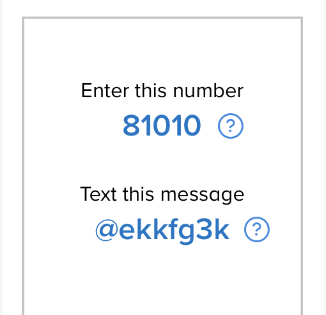 Enter this number
81010 ?
Text this message
@ekkfg3k ?